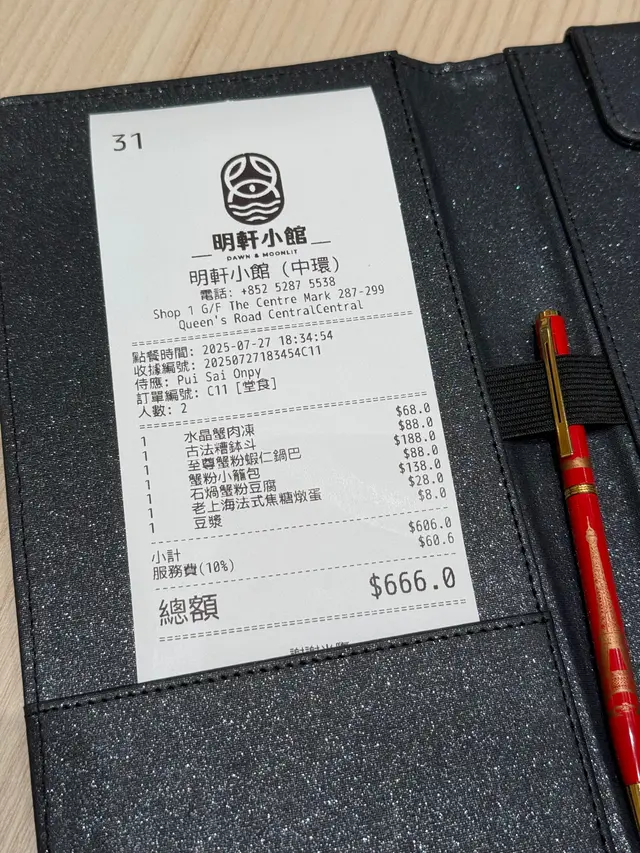 31
明軒小館
DAWN & MOONLIT
明軒小館 (中環)
電話: +852 5287 5538
Shop 1 G/F The Centre Mark 287-299
Queen's Road CentralCentral
點餐時間: 2025-07-27 18:34:54
收據編號: 20250727183454C11
侍應: Pui Sai Onpy
訂單編號: C11 [堂食]
人數: 2
1 水晶蟹肉凍 $68.0
1 古法糟鉢斗 $88.0
1 至尊蟹粉蝦仁鍋巴 $188.0
1 蟹粉小籠包 $88.0
1 石煱蟹粉豆腐 $138.0
1 老上海法式焦糖燉蛋 $28.0
1 豆漿 $8.0
小計 $606.0
服務費(10%) $60.6
總額 $666.0